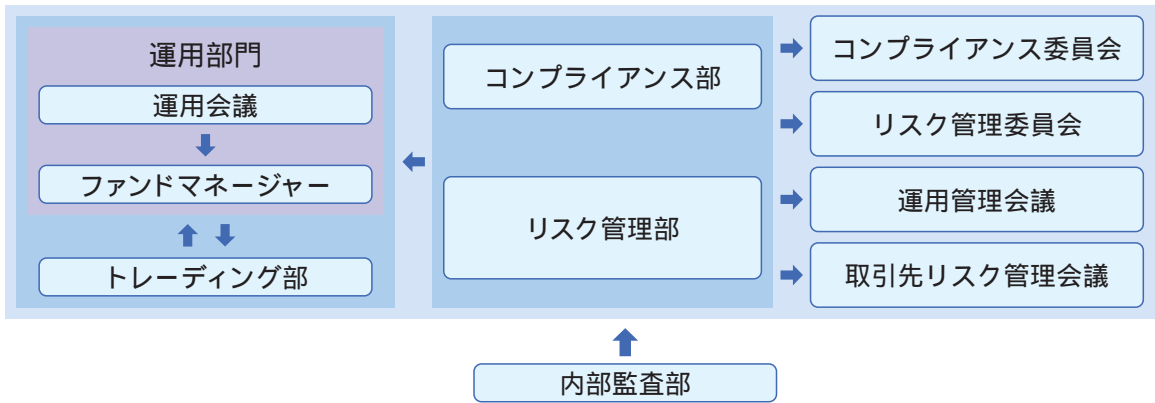 運用部門
運用会議
ファンドマネージャー
トレーディング部
コンプライアンス部
リスク管理部
コンプライアンス委員会
リスク管理委員会
運用管理会議
取引先リスク管理会議
内部監査部